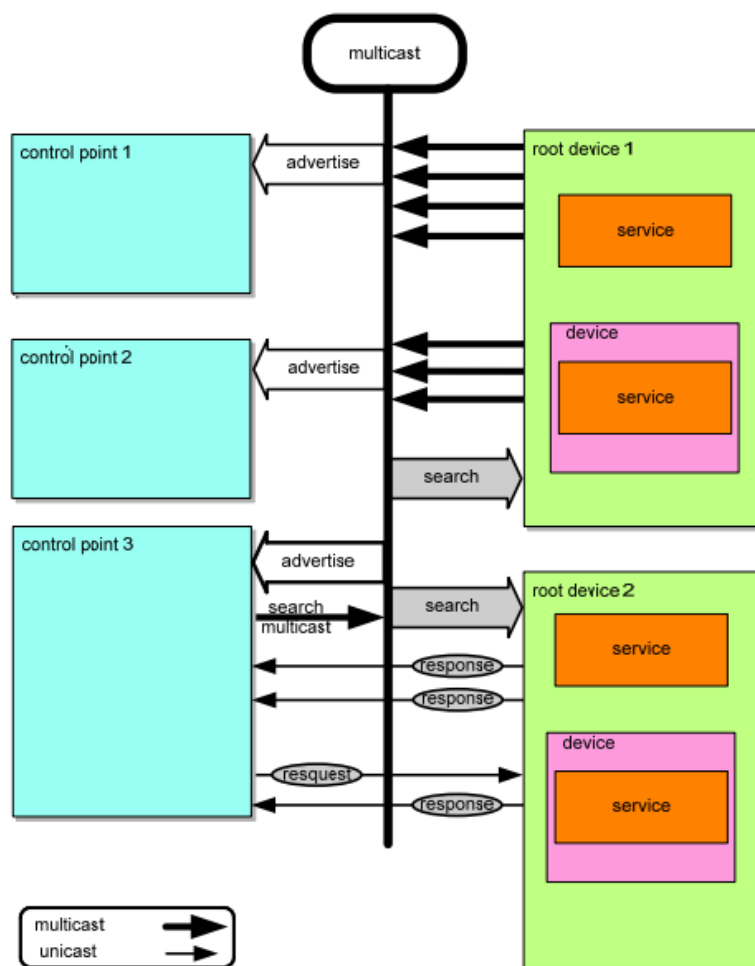 multicast
control point 1
advertise
root device 1
service
control point 2
advertise
device
service
search
control point 3
advertise
search
multicast
search
root device 2
service
response
response
device
resquest
response
service
multicast
unicast